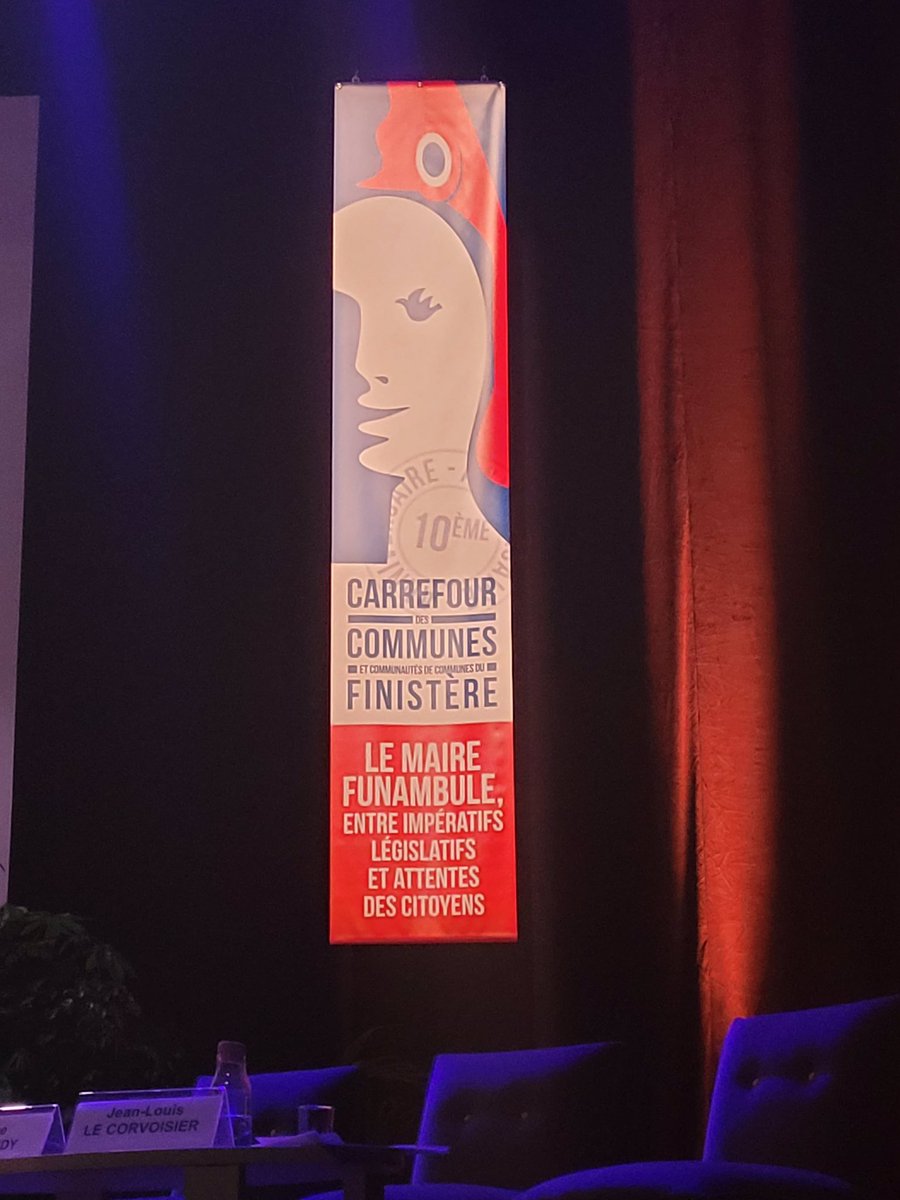 10ÈME
CARREFOUR
DES
COMMUNES
ET COMMUNAUTÉS DE COMMUNES DU
FINISTÈRE
LE MAIRE
FUNAMBULE,
ENTRE IMPÉRATIFS
LÉGISLATIFS
ET ATTENTES
DES CITOYENS
Jean-Louis
LE CORVOISIER